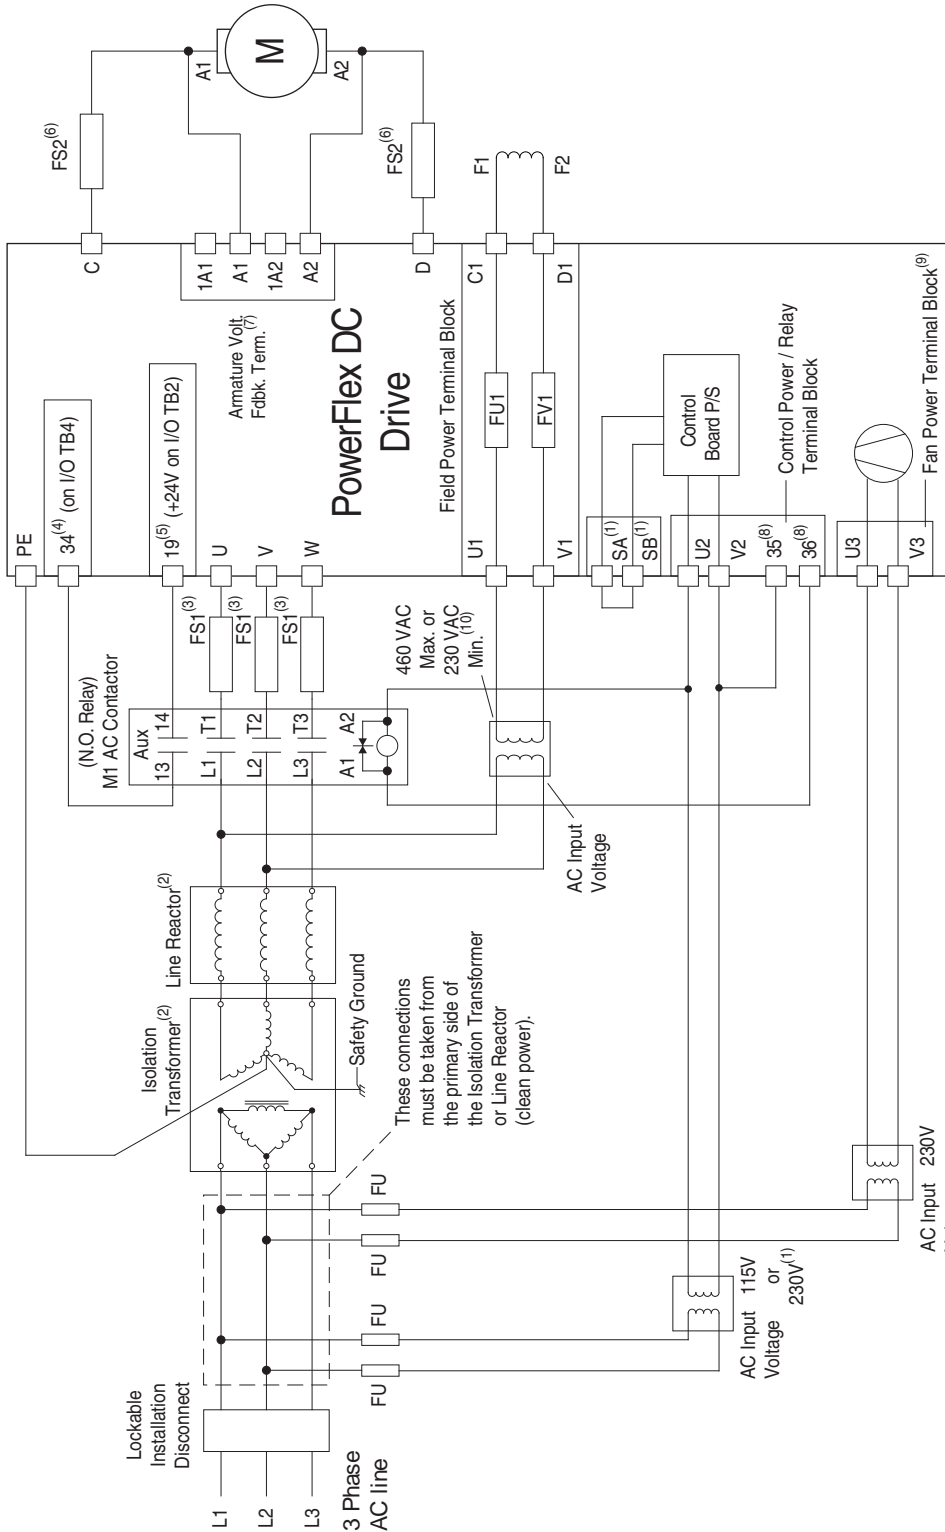 Lockable
Installation
Disconnect
L1
L2
L3
3 Phase
AC line
FU
FU
FU
FU
Isolation
Transformer(2)
Safety Ground
These connections
must be taken from
the primary side of
the Isolation Transformer
or Line Reactor
(clean power).
Line Reactor(2)
AC Input
Voltage
115V
or
230V(1)
AC Input
230V
AC Input
Voltage
460 VAC
Max. or
230 VAC
Min.(10)
(N.O. Relay)
M1 AC Contactor
13
Aux
14
L1
T1
L2
T2
L3
T3
A1
A2
FS1(3)
FS1(3)
FS1(3)
PE
34(4) (on I/O TB4)
19(5) (+24V on I/O TB2)
U
V
W
PowerFlex DC
Drive
Armature Volt.
Fdbk. Term.(7)
C
1A1
A1
1A2
A2
D
FS2(6)
FS2(6)
A1
M
A2
Field Power Terminal Block
U1
V1
FU1
FV1
C1
D1
F1
F2
SA(1)
SB(1)
U2
V2
35(8)
36(8)
Control
Board P/S
Control Power / Relay
Terminal Block
U3
V3
Fan Power Terminal Block(9)